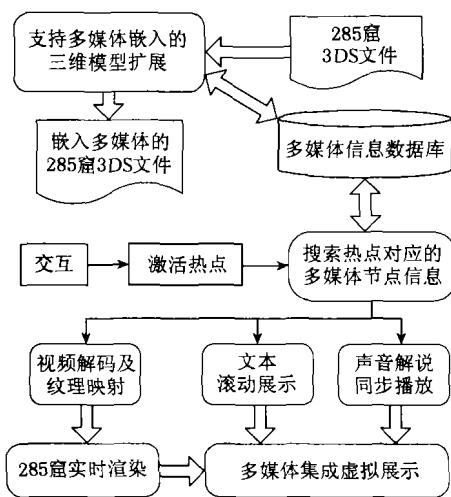 支持多媒体嵌入的
三维模型扩展
285窟
3DS文件
嵌入多媒体的
285窟3DS文件
多媒体信息数据库
交互
激活热点
搜索热点对应的
多媒体节点信息
视频解码及
纹理映射
文本
滚动展示
声音解说
同步播放
285窟实时渲染
多媒体集成虚拟展示